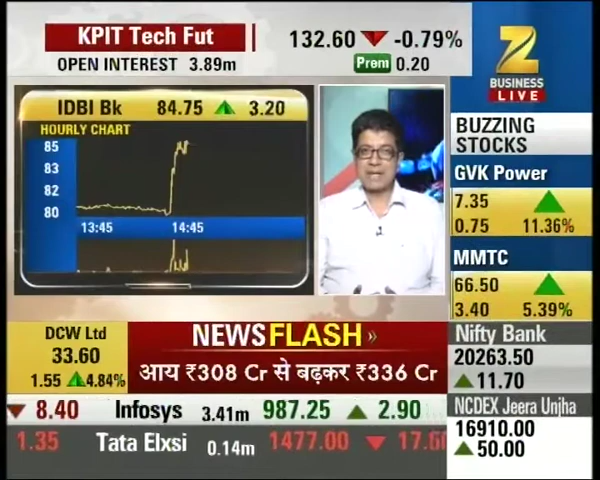 KPIT Tech Fut
OPEN INTEREST 3.89m
132.60 -0.79%
Prem 0.20
Z
BUSINESS
LIVE
IDBI Bk 84.75 3.20
HOURLY CHART
85
83
82
80
13:45 14:45
BUZZING
STOCKS
GVK Power
7.35
0.75 11.36%
MMTC
66.50
3.40 5.39%
DCW Ltd
33.60
1.55 4.84%
NEWSFLASH
आय ₹308 Cr से बढ़कर ₹336 Cr
Nifty Bank
20263.50
11.70
8.40 Infosys 3.41m 987.25 2.90
NCDEX Jeera Unjha
16910.00
50.00
1.35 Tata Elxsi 0.14m 1477.00